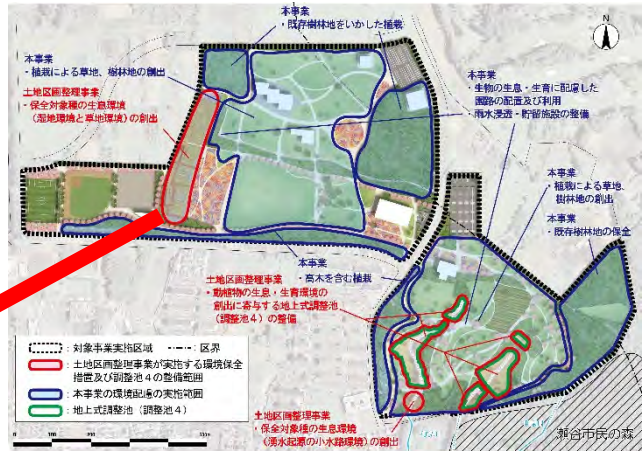 本事業
・既存樹林地をいかした植栽
本事業
・植栽による草地、樹林地の創出
土地区画整理事業
・保全対象種の生息環境
(湿地環境と草地環境)の創出
N
本事業
・生物の生息・生育に配慮した
園路の配置及び利用
・雨水浸透・貯留施設の整備
本事業
・植栽による草地、
樹林地の創出
本事業
・既存樹林地の保全
本事業
・高木を含む植栽
土地区画整理事業
・動植物の生息・生育環境の
創出に寄与する地上式調整池
(調整池4)の整備
:対象事業実施区域
:区界
:土地区画整理事業が実施する環境保全
措置及び調整池4の整備範囲
:本事業の環境配慮の実施範囲
:地上式調整池(調整池4)
土地区画整理事業
・保全対象種の生息環境
(湧水起源の小水路環境)の創出
瀬谷市民の森